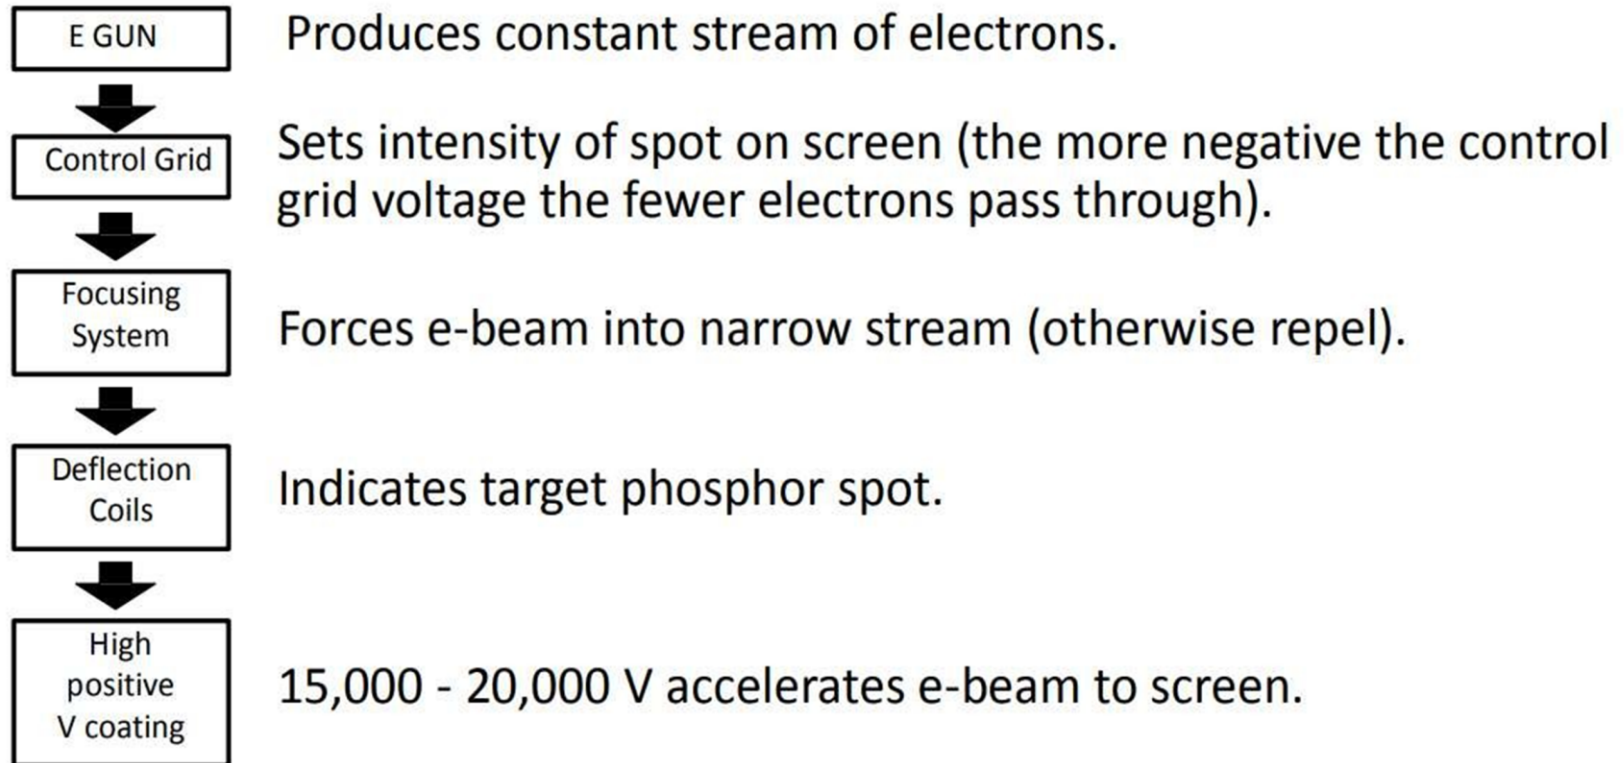 E GUN
Produces constant stream of electrons.
Control Grid
Sets intensity of spot on screen (the more negative the control
grid voltage the fewer electrons pass through).
Focusing
System
Forces e-beam into narrow stream (otherwise repel).
Deflection
Coils
Indicates target phosphor spot.
High
positive
V coating
15,000 - 20,000 V accelerates e-beam to screen.